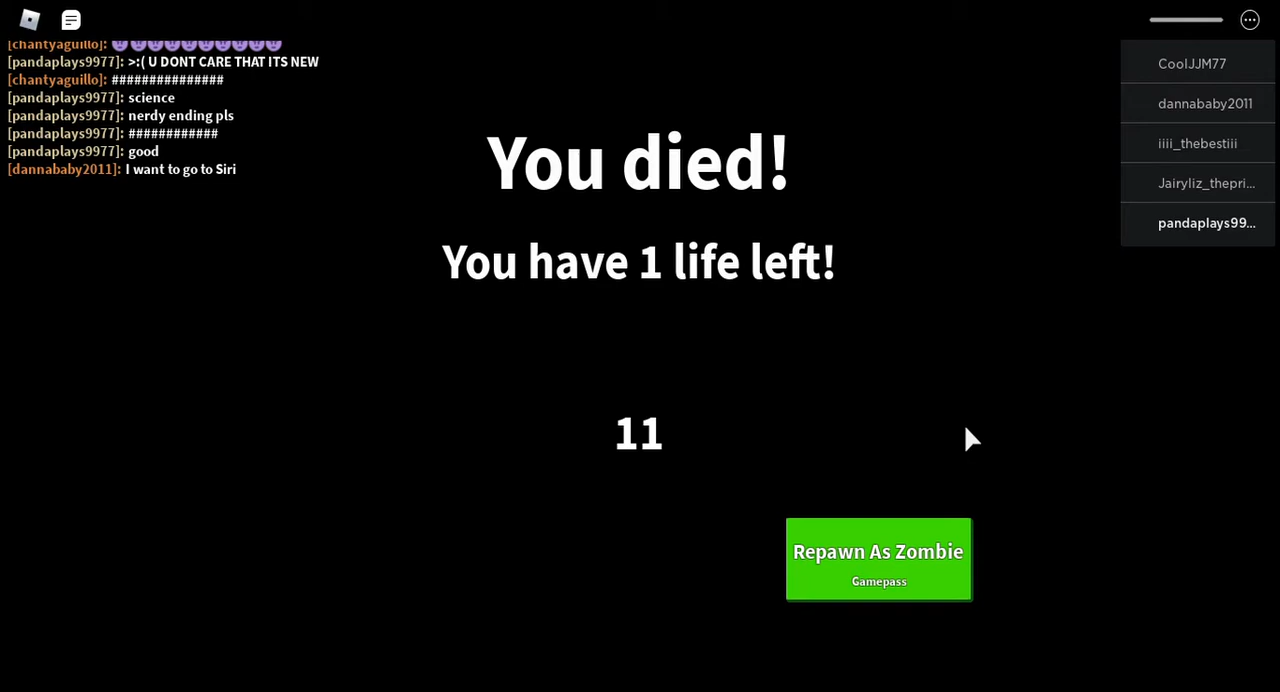 [chantyaguillo]: 😈😈😈😈😈😈😈😈😈😈
[pandaplays9977]: >:( U DONT CARE THAT ITS NEW
[chantyaguillo]: ###############
[pandaplays9977]: science
[pandaplays9977]: nerdy ending pls
[pandaplays9977]: ############
[pandaplays9977]: good
[dannababy2011]: I want to go to Siri
You died!
You have 1 life left!
11
Repawn As Zombie
Gamepass
CoolJJM77
dannababy2011
iiii_thebestiii
Jairyliz_thepri...
pandaplays99...